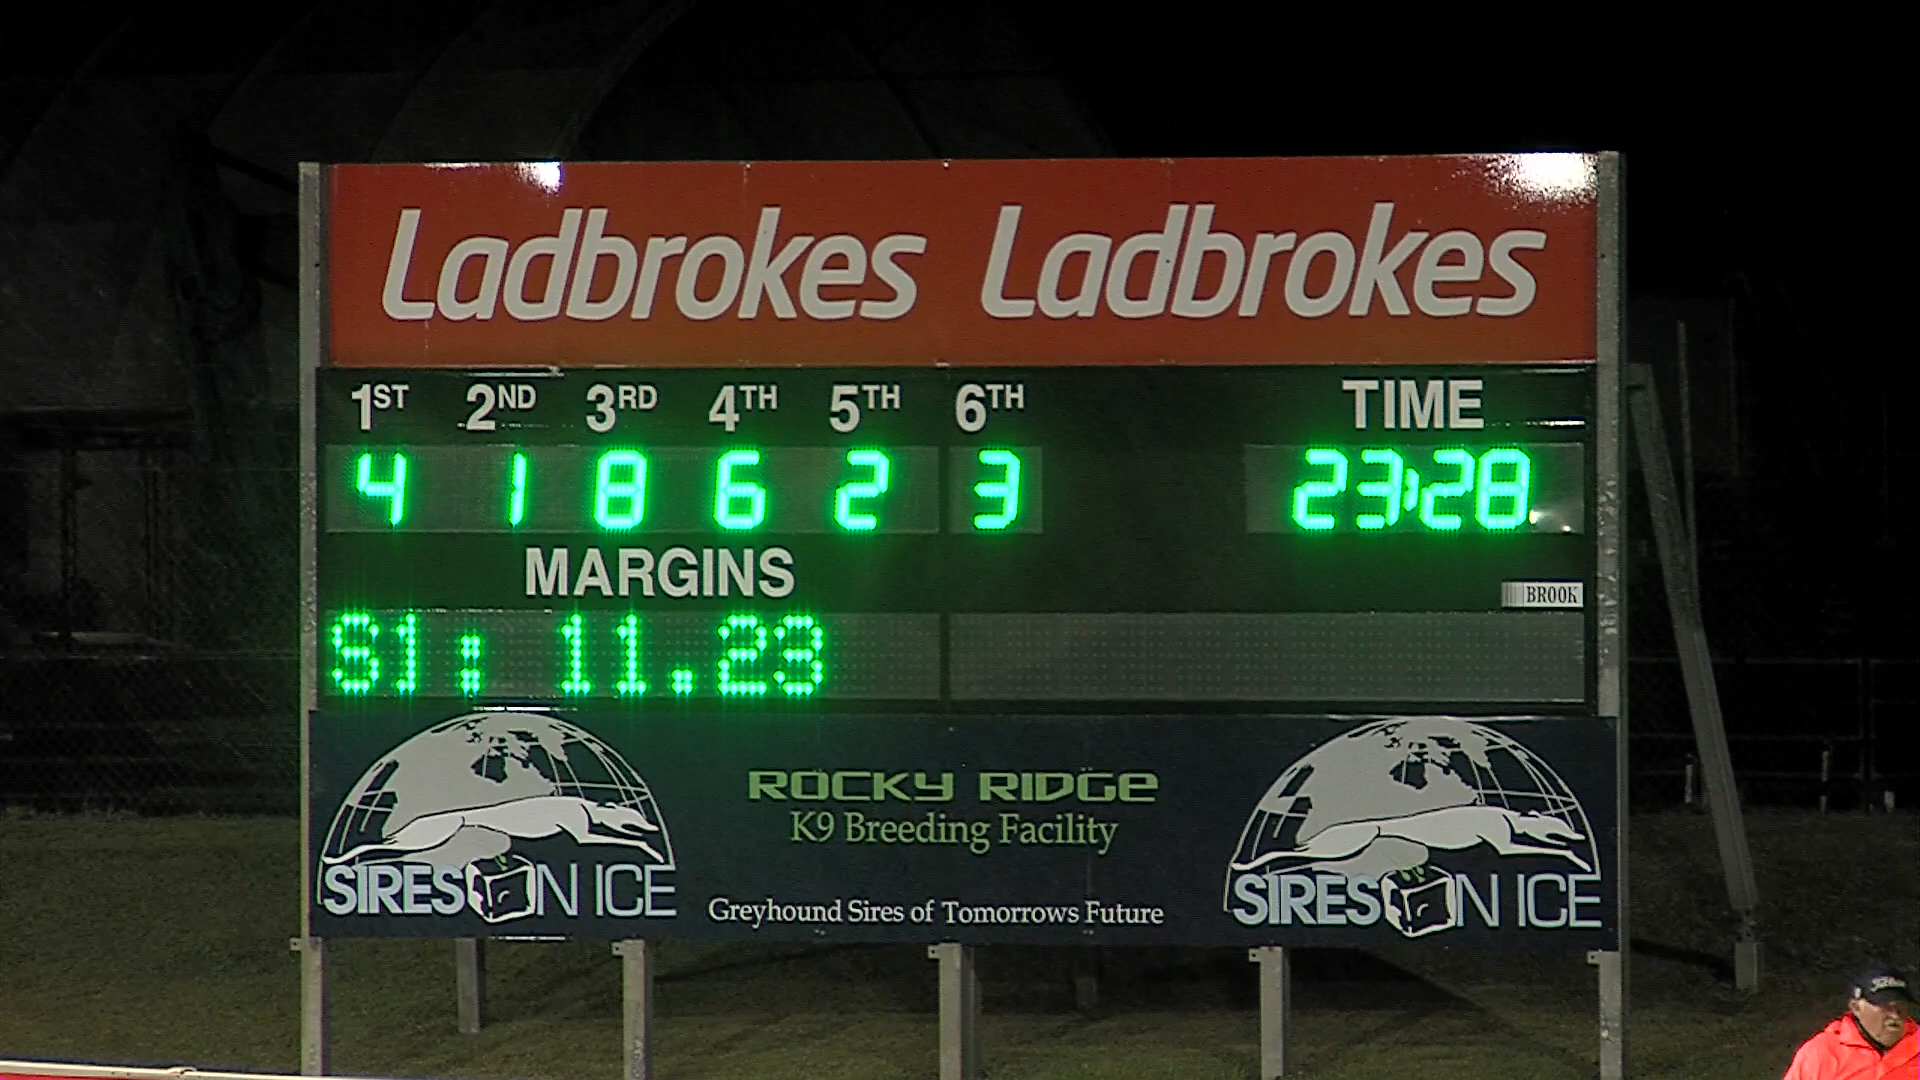 Ladbrokes Ladbrokes
1ST 2ND 3RD 4TH 5TH 6TH TIME
4 1 8 6 2 3 23:28
MARGINS
BROOK
S1: 11.23
ROCKY RIDGE
K9 Breeding Facility
SIRES ON ICE
Greyhound Sires of Tomorrows Future
SIRES ON ICE